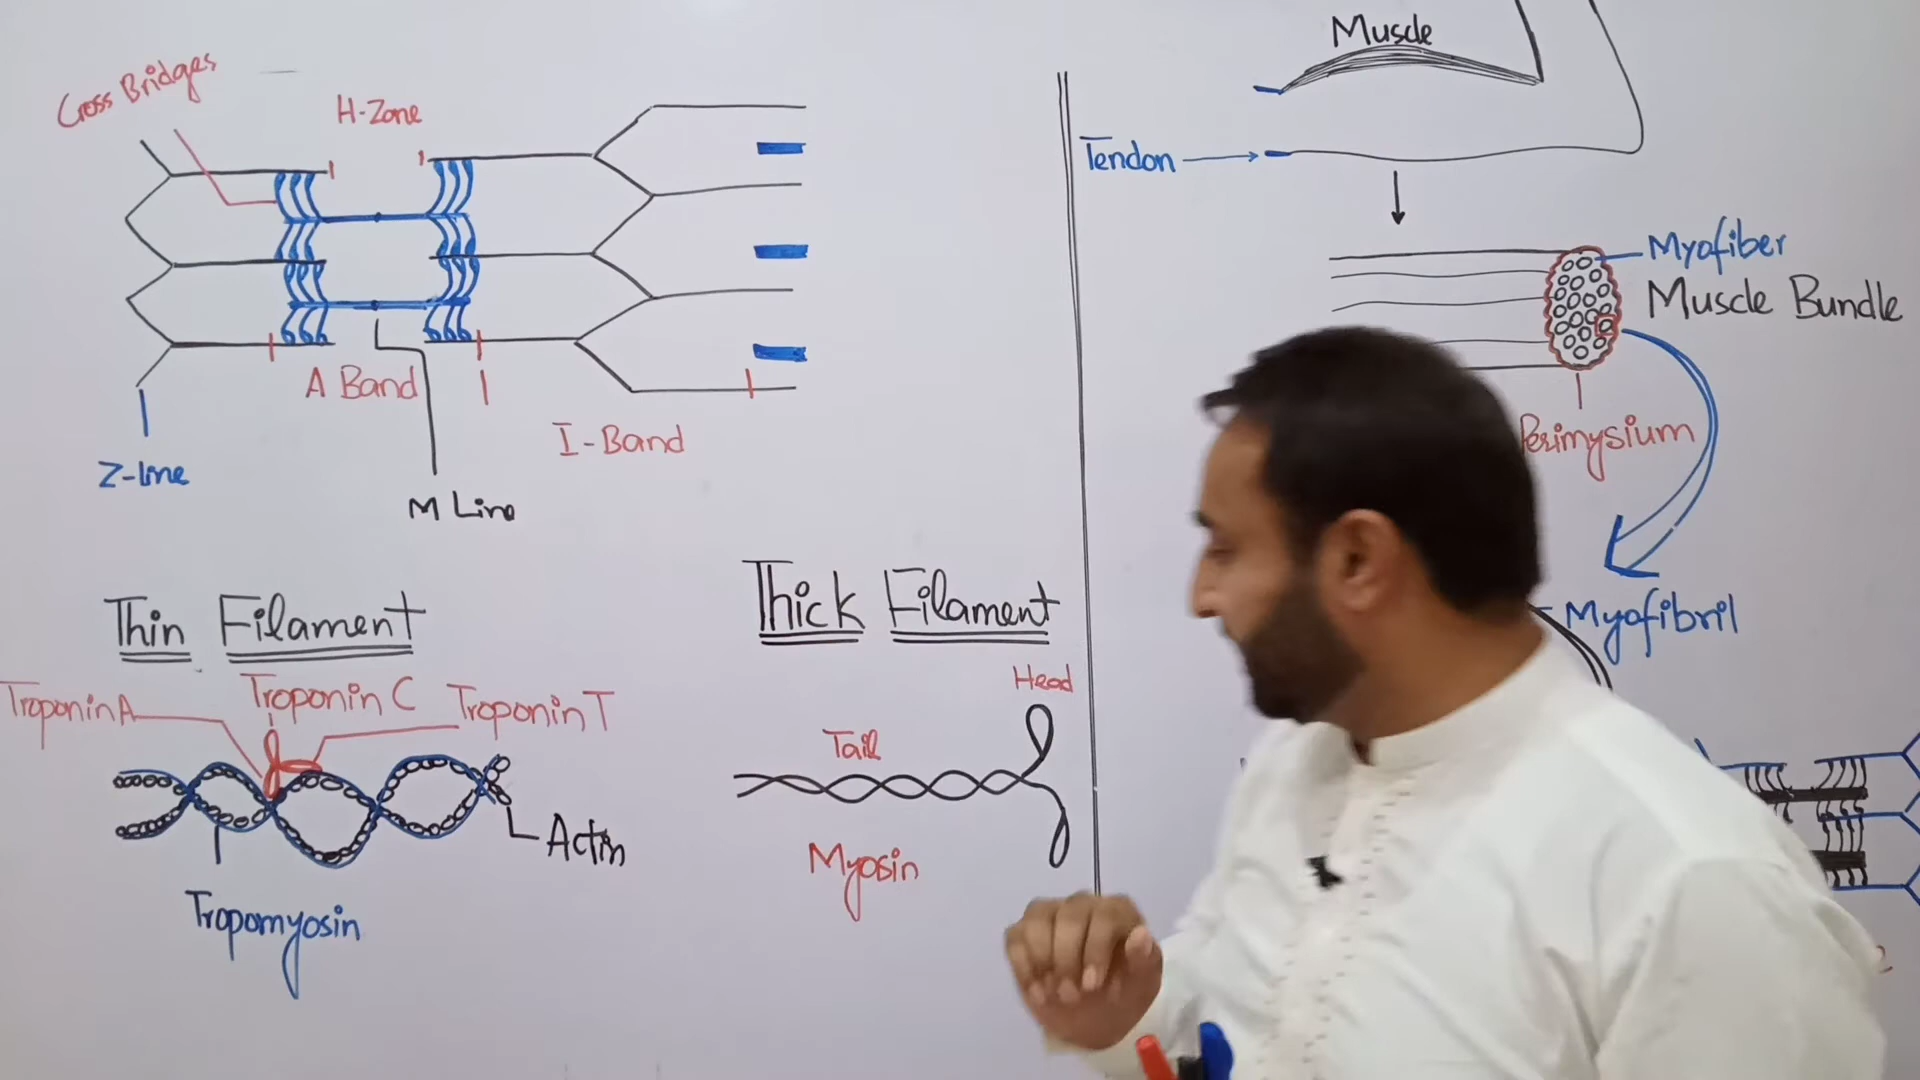 Cross Bridges
H-Zone
A Band
I-Band
Z-line
M Line
Thin Filament
Troponin A
Troponin C
Troponin T
Actin
Tropomyosin
Thick Filament
Head
Tail
Myosin
Muscle
Tendon
Myofiber
Muscle Bundle
Perimysium
Myofibril